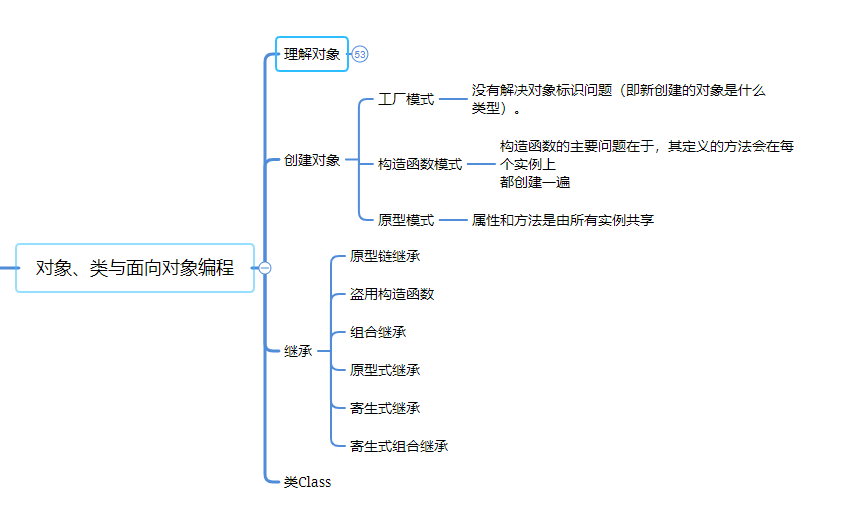 理解对象
53
工厂模式
没有解决对象标识问题（即新创建的对象是什么
类型）。
创建对象
构造函数模式
构造函数的主要问题在于，其定义的方法会在每
个实例上
都创建一遍
原型模式
属性和方法是由所有实例共享
对象、类与面向对象编程
继承
原型链继承
盗用构造函数
组合继承
原型式继承
寄生式继承
寄生式组合继承
类Class